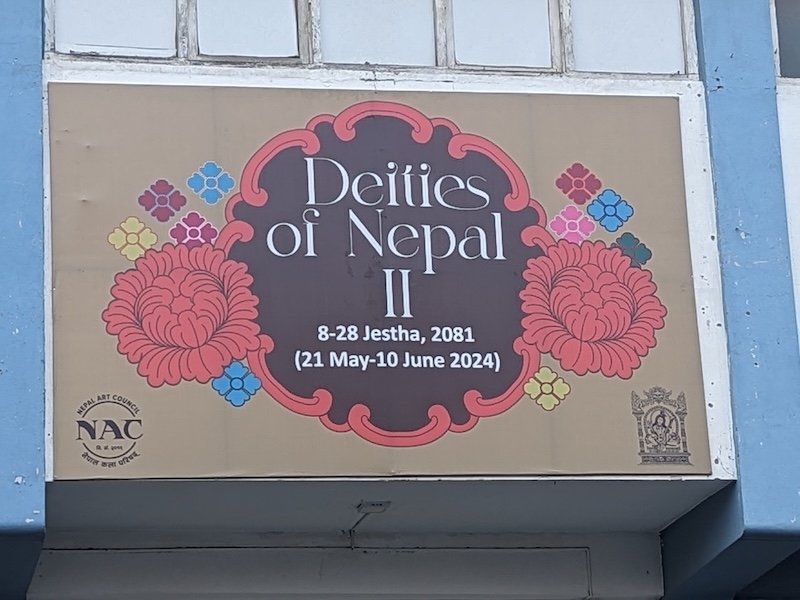 Deities
of Nepal
II
8-28 Jestha, 2081
(21 May-10 June 2024)
NEPAL ART COUNCIL
NAC
वि. सं. २०१९
नेपाल कला परिषद्